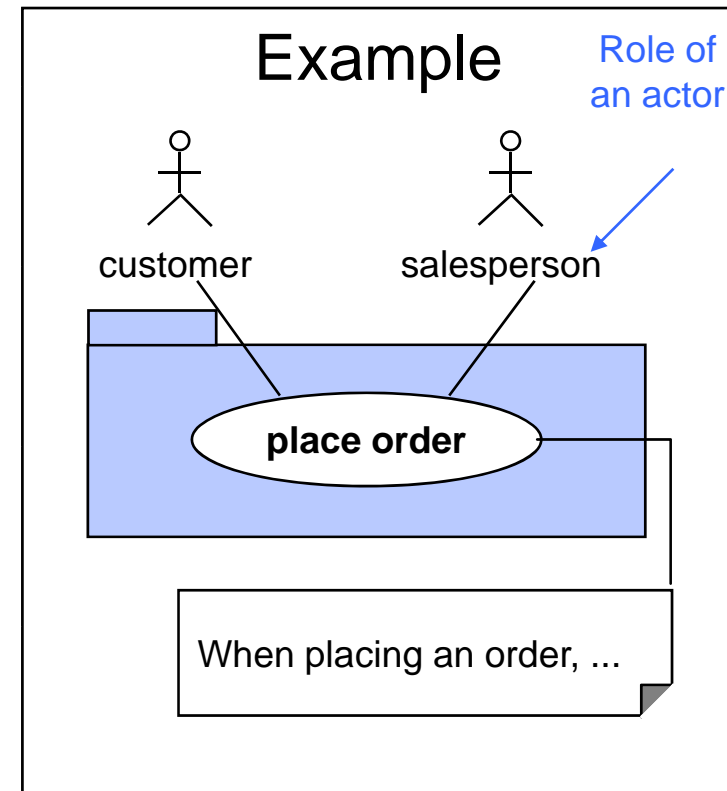 Example
Role of
an actor
customer
salesperson
place order
When placing an order, ...